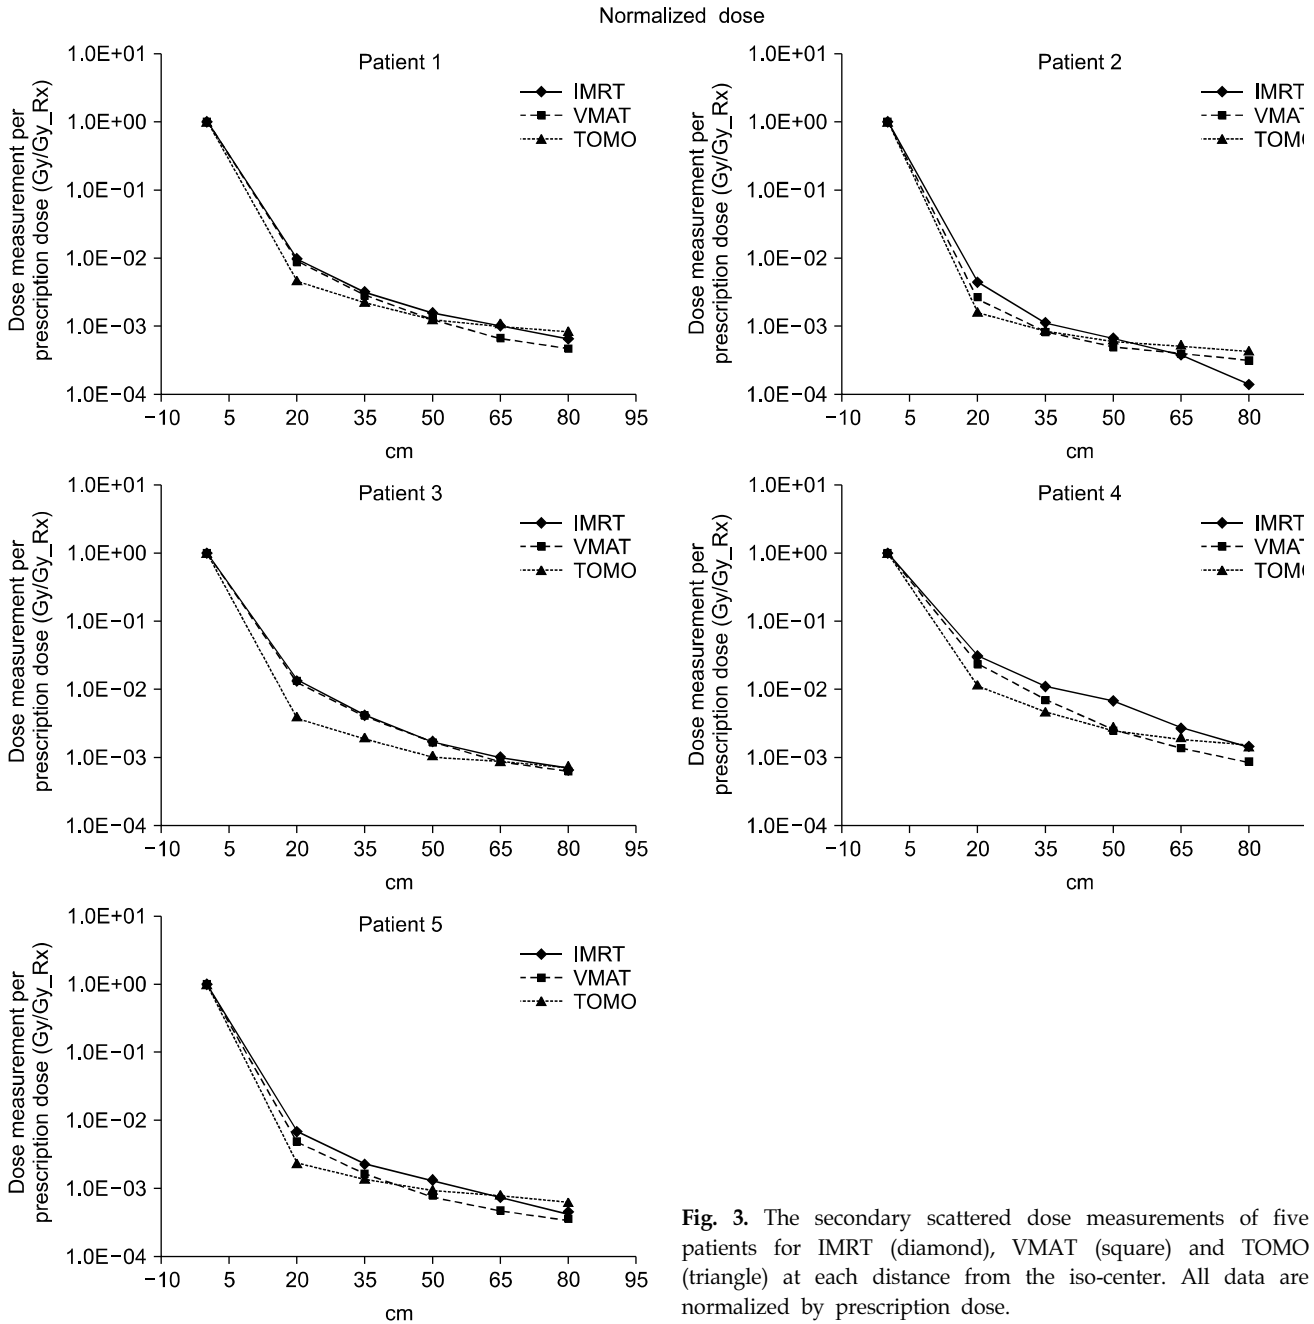 Normalized dose
Patient 1
Dose measurement per
prescription dose (Gy/Gy_Rx)
1.0E+01
1.0E+00
1.0E−01
1.0E−02
1.0E−03
1.0E−04
IMRT
VMAT
TOMO
−10 5 20 35 50 65 80 95
cm
Patient 2
Dose measurement per
prescription dose (Gy/Gy_Rx)
1.0E+01
1.0E+00
1.0E−01
1.0E−02
1.0E−03
1.0E−04
IMRT
VMAT
TOMO
−10 5 20 35 50 65 80
cm
Patient 3
Dose measurement per
prescription dose (Gy/Gy_Rx)
1.0E+01
1.0E+00
1.0E−01
1.0E−02
1.0E−03
1.0E−04
IMRT
VMAT
TOMO
−10 5 20 35 50 65 80 95
cm
Patient 4
Dose measurement per
prescription dose (Gy/Gy_Rx)
1.0E+01
1.0E+00
1.0E−01
1.0E−02
1.0E−03
1.0E−04
IMRT
VMAT
TOMO
−10 5 20 35 50 65 80
cm
Patient 5
Dose measurement per
prescription dose (Gy/Gy_Rx)
1.0E+01
1.0E+00
1.0E−01
1.0E−02
1.0E−03
1.0E−04
IMRT
VMAT
TOMO
−10 5 20 35 50 65 80 95
cm
Fig. 3. The secondary scattered dose measurements of five
patients for IMRT (diamond), VMAT (square) and TOMO
(triangle) at each distance from the iso-center. All data are
normalized by prescription dose.